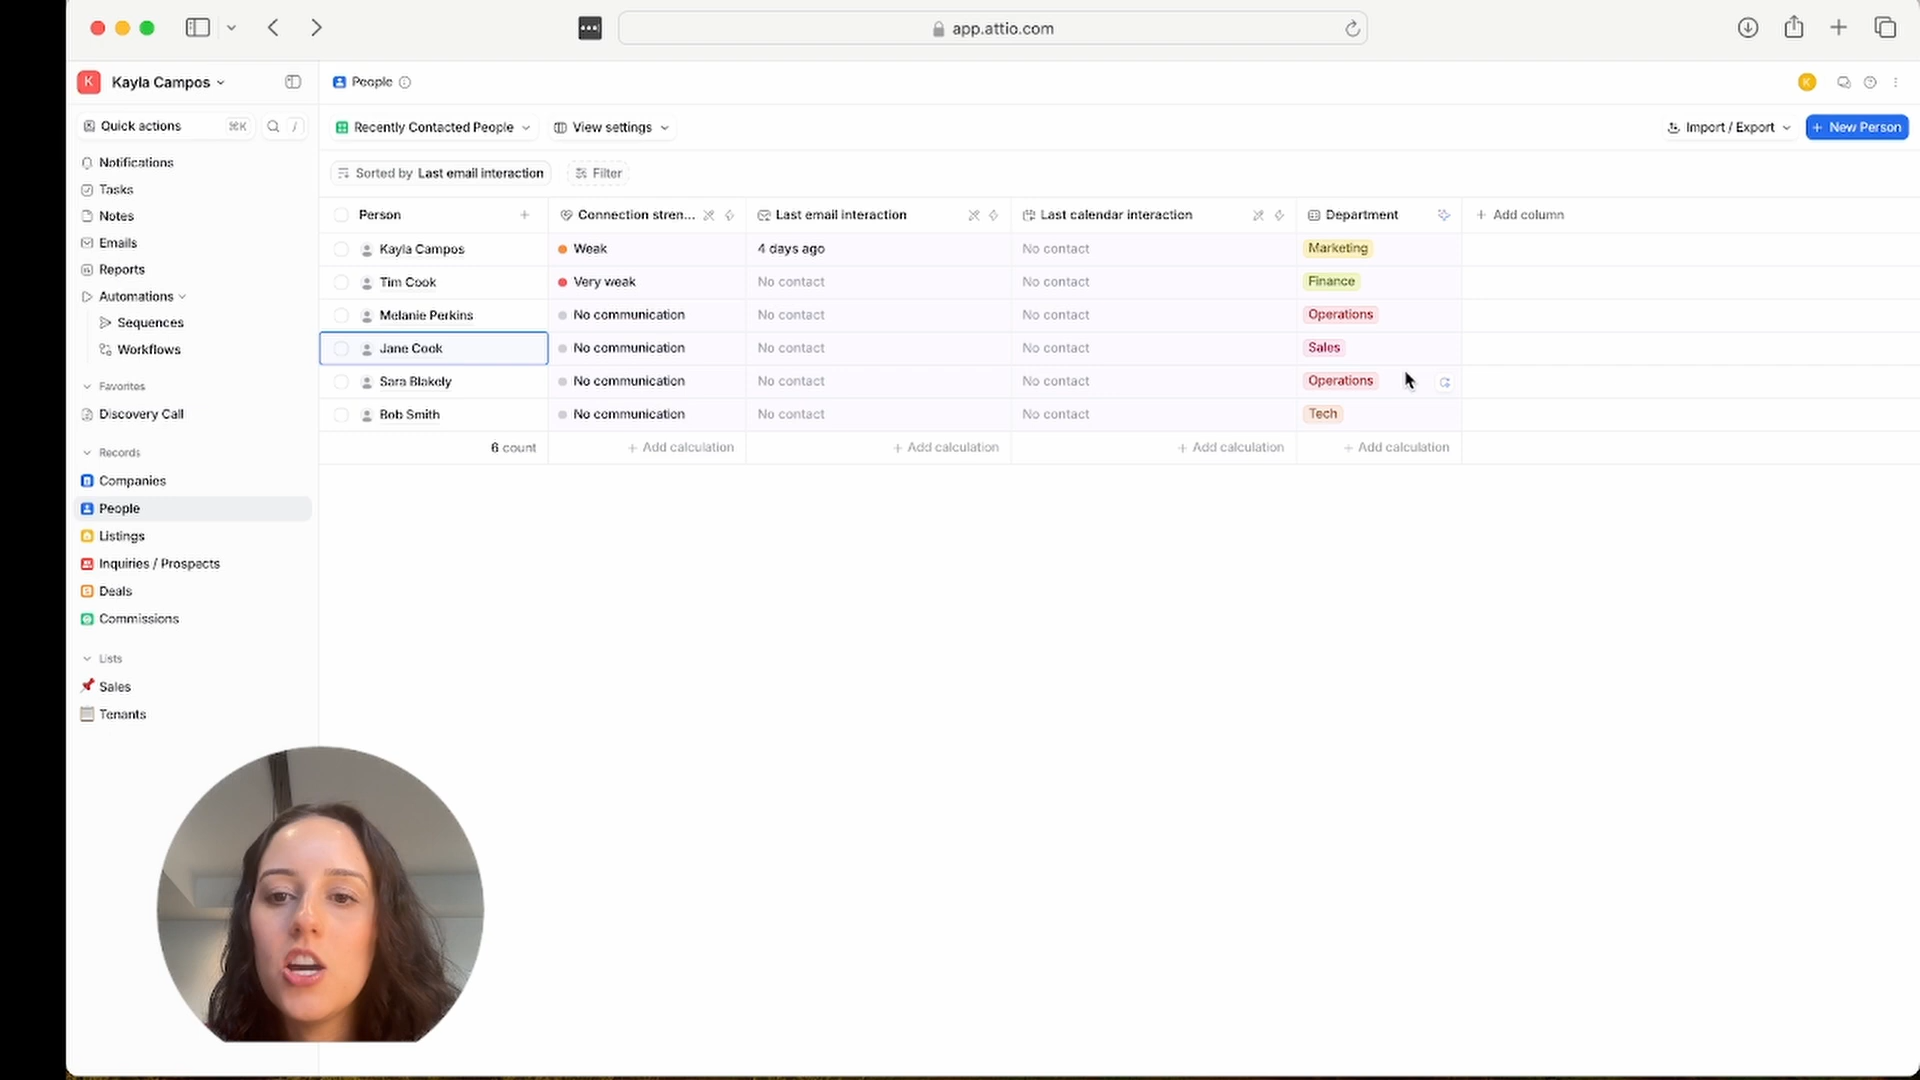 app.attio.com
K
Kayla Campos
People
K
Quick actions
⌘K
/
Recently Contacted People
View settings
Import / Export
+ New Person
Notifications
Tasks
Notes
Emails
Reports
Automations
Sequences
Workflows
Favorites
Discovery Call
Records
Companies
People
Listings
Inquiries / Prospects
Deals
Commissions
Lists
Sales
Tenants
Sorted by Last email interaction
Filter
Person
Connection stren...
Last email interaction
Last calendar interaction
Department
+ Add column
Kayla Campos Weak 4 days ago No contact Marketing
Tim Cook Very weak No contact No contact Finance
Melanie Perkins No communication No contact No contact Operations
Jane Cook No communication No contact No contact Sales
Sara Blakely No communication No contact No contact Operations
Bob Smith No communication No contact No contact Tech
6 count + Add calculation + Add calculation + Add calculation + Add calculation